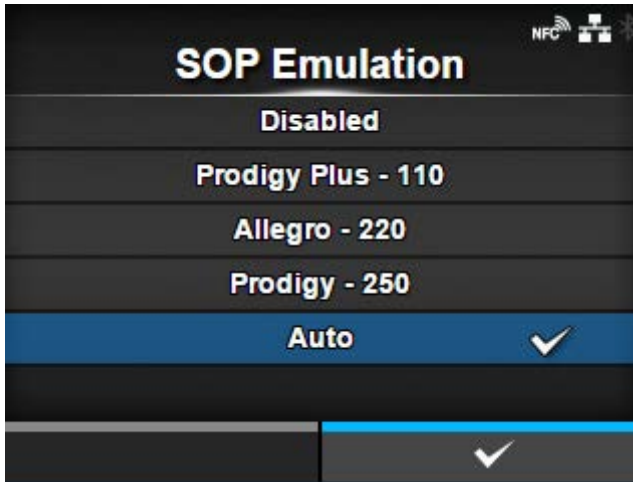 NFC
SOP Emulation
Disabled
Prodigy Plus - 110
Allegro - 220
Prodigy - 250
Auto